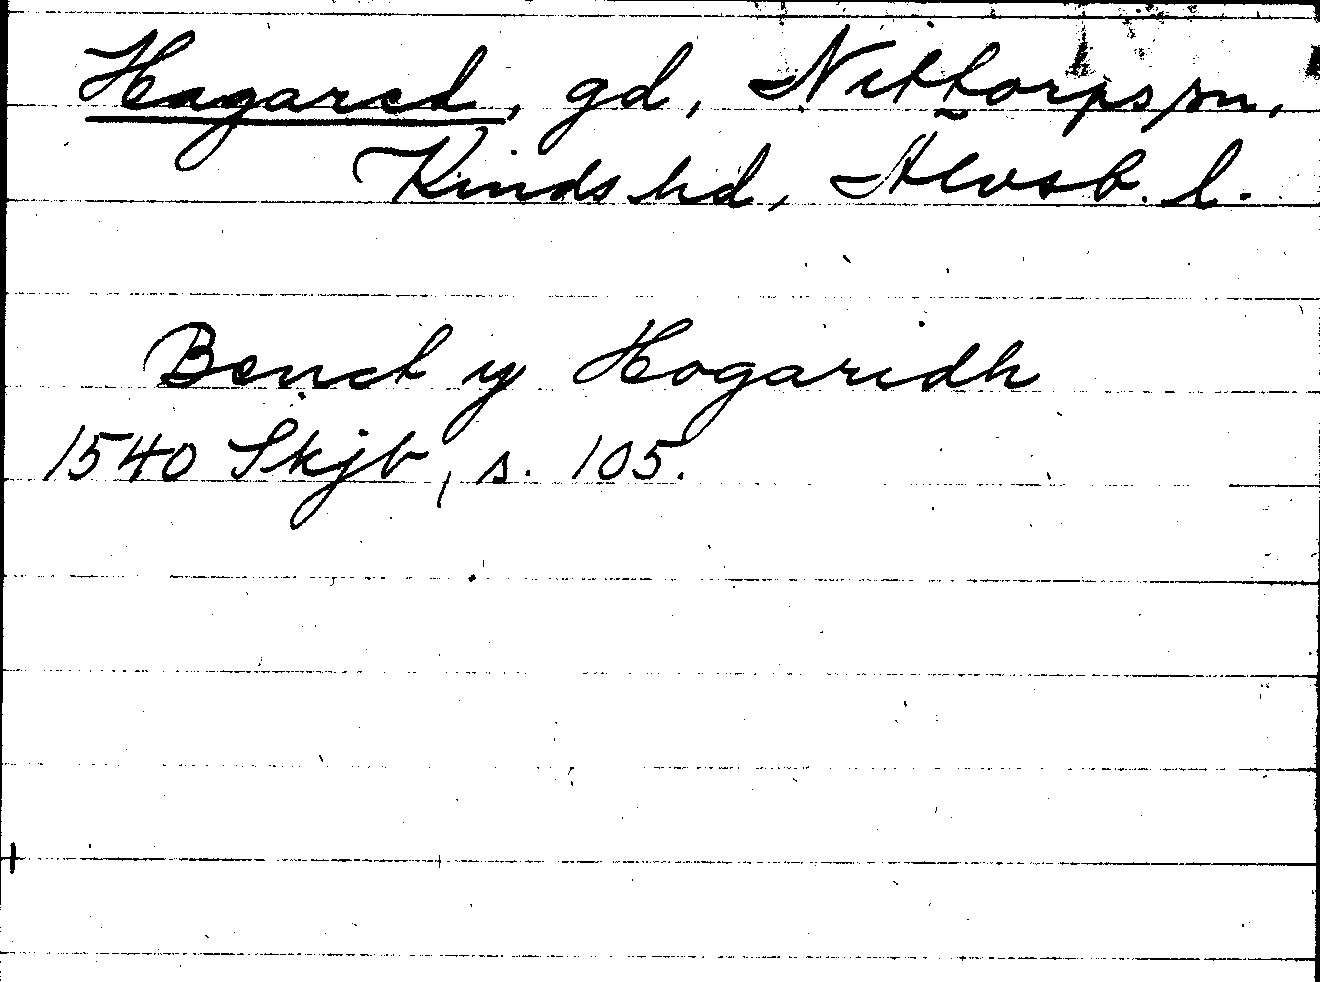 Hagared, gd, Nittorps sn,
Kinds hd, Älvsb. l.
Benct y Hogaridh
1540 Skjb, s. 105.